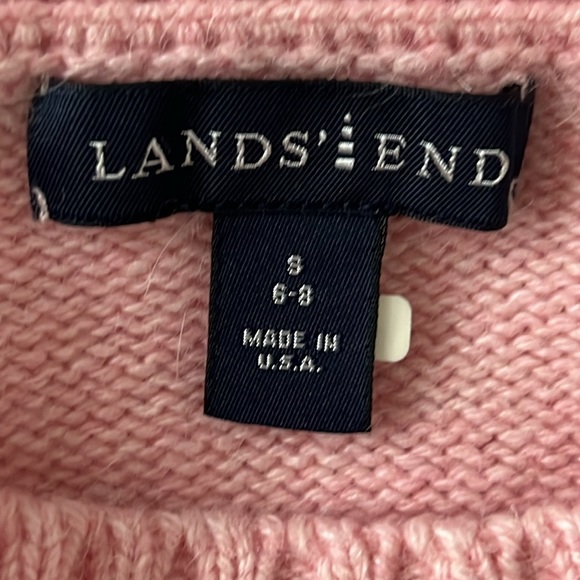 LANDS' END
S
6-8
MADE IN
U.S.A.